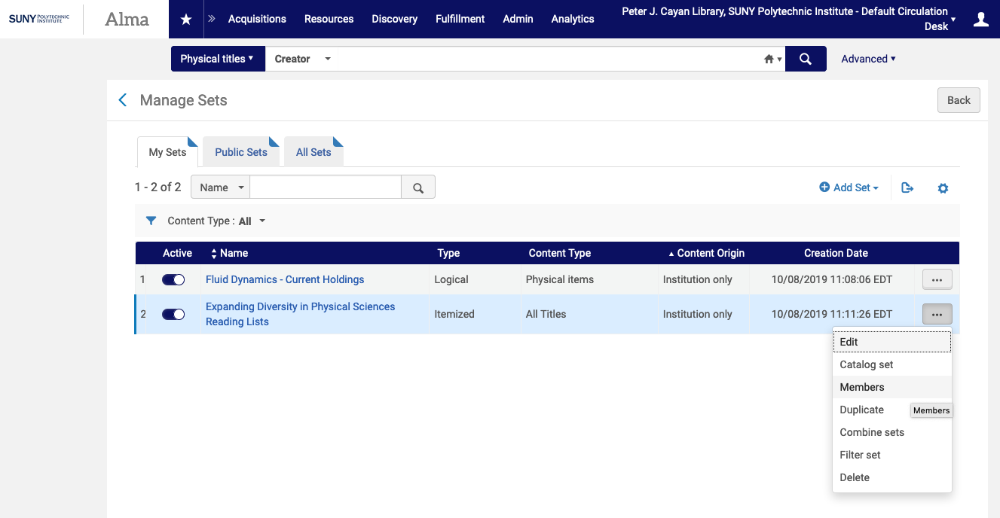 SUNY POLYTECHNIC INSTITUTE
Alma
Acquisitions Resources Discovery Fulfillment Admin Analytics
Peter J. Cayan Library, SUNY Polytechnic Institute - Default Circulation
Desk
Physical titles Creator Advanced
Manage Sets Back
My Sets Public Sets All Sets
1 - 2 of 2 Name Add Set
Content Type : All
Active Name Type Content Type Content Origin Creation Date
1 Fluid Dynamics - Current Holdings Logical Physical items Institution only 10/08/2019 11:08:06 EDT ...
2 Expanding Diversity in Physical Sciences Reading Lists Itemized All Titles Institution only 10/08/2019 11:11:26 EDT ...
Edit
Catalog set
Members
Duplicate
Members
Combine sets
Filter set
Delete